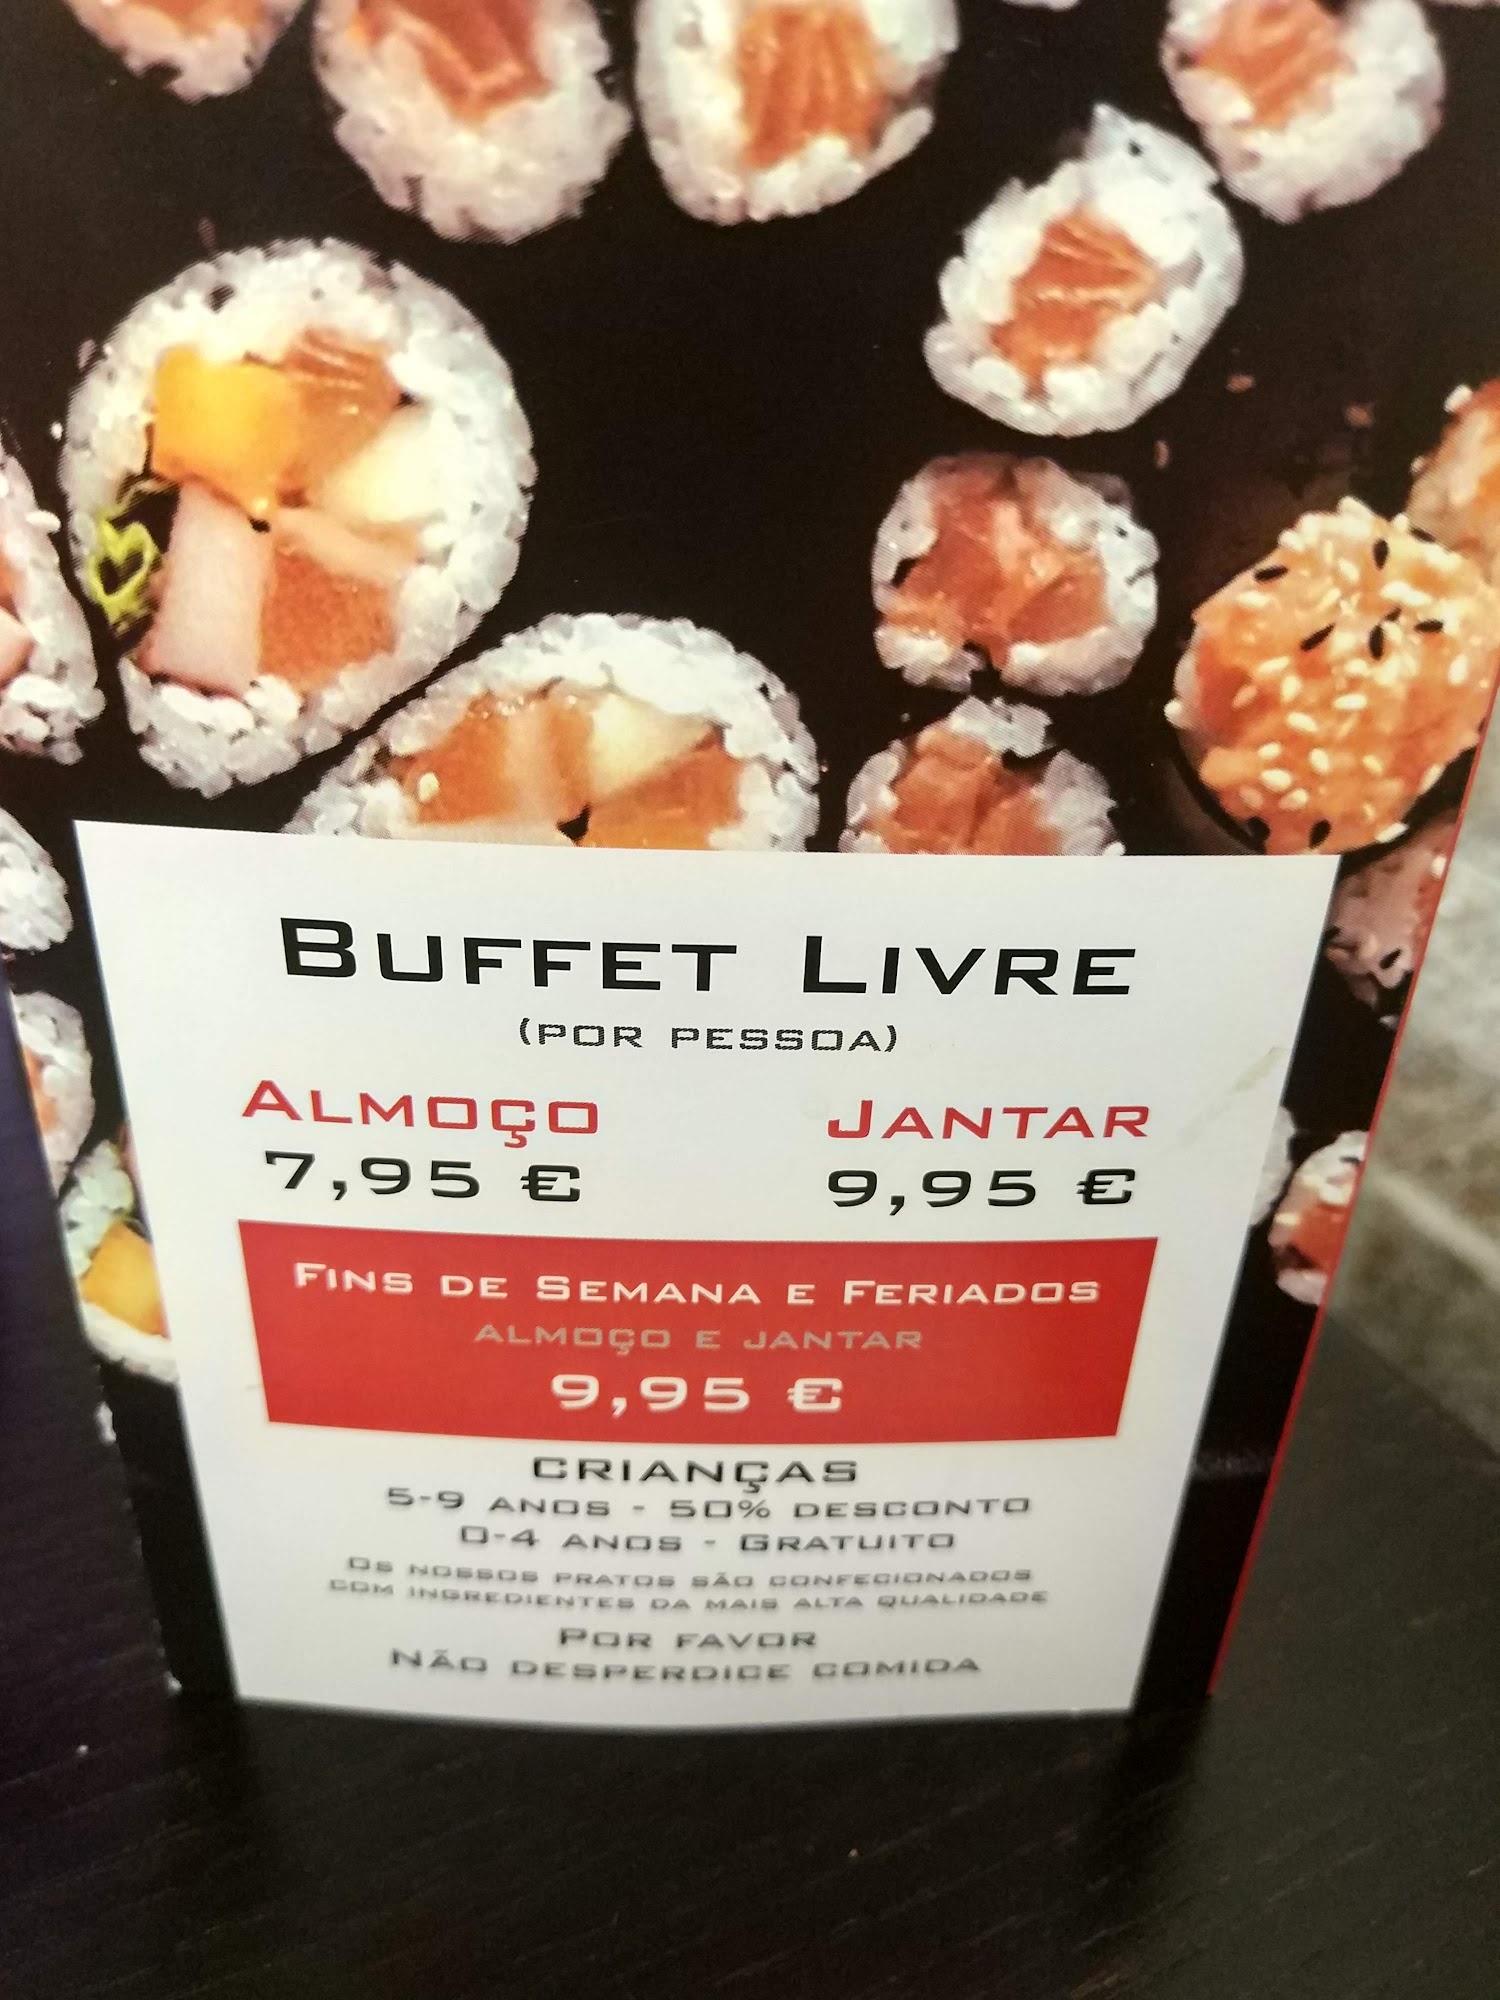 Buffet Livre
(por pessoa)
Almoço Jantar
7,95 € 9,95 €
Fins de Semana e Feriados
almoço e jantar
9,95 €
crianças
5-9 anos - 50% desconto
0-4 anos - Gratuito
Os nossos pratos são confecionados
com ingredientes da mais alta qualidade
Por favor
não desperdice comida